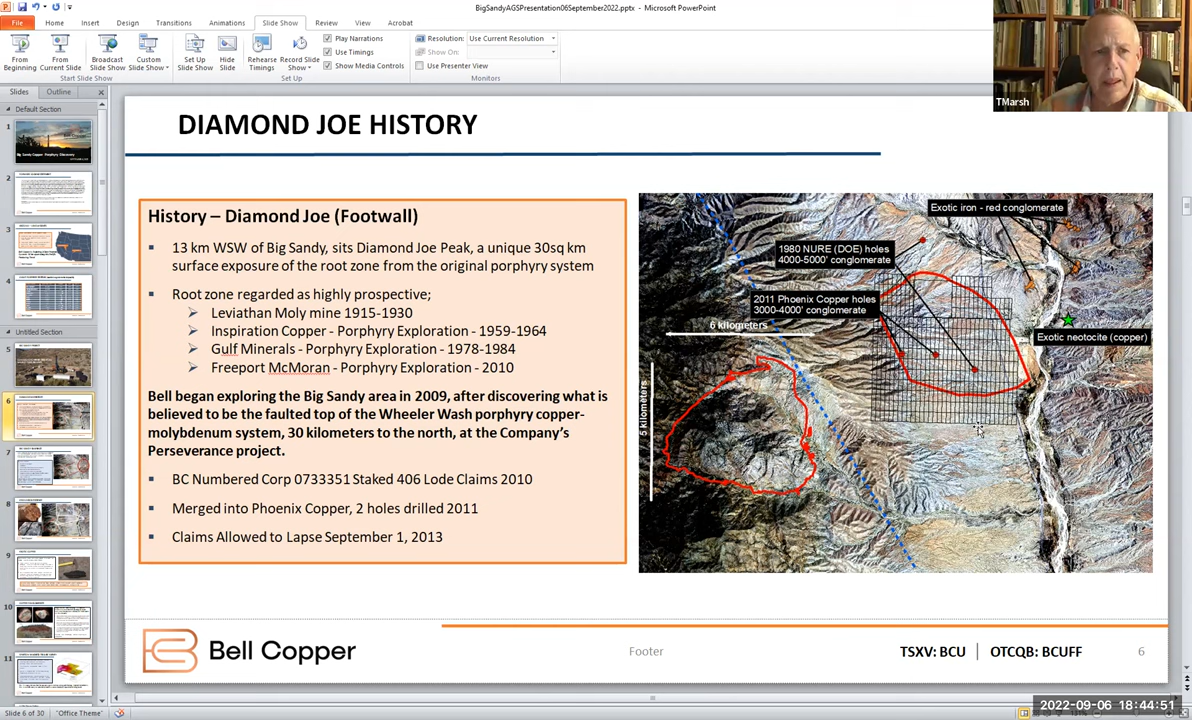 BigSandyAGSPresentation06September2022.pptx - Microsoft PowerPoint
File Home Insert Design Transitions Animations Slide Show Review View Acrobat
From Beginning
From Current Slide
Broadcast Slide Show
Custom Slide Show
Set Up Slide Show
Hide Slide
Rehearse Timings
Record Slide Show
Play Narrations
Use Timings
Show Media Controls
Resolution: Use Current Resolution
Show On:
Use Presenter View
Start Slide Show
Set Up
Monitors
TMarsh
Slides Outline
Default Section
1
2
3
4
Untitled Section
5
6
7
8
9
10
11
DIAMOND JOE HISTORY
History – Diamond Joe (Footwall)
▪ 13 km WSW of Big Sandy, sits Diamond Joe Peak, a unique 30sq km
surface exposure of the root zone from the original porphyry system
▪ Root zone regarded as highly prospective;
➢ Leviathan Moly mine 1915-1930
➢ Inspiration Copper - Porphyry Exploration - 1959-1964
➢ Gulf Minerals - Porphyry Exploration - 1978-1984
➢ Freeport McMoran - Porphyry Exploration - 2010
Bell began exploring the Big Sandy area in 2009, after discovering what is
believed to be the faulted top of the Wheeler Wash porphyry copper-
molybdenum system, 30 kilometers to the north, at the Company's
Perseverance project.
▪ BC Numbered Corp 0733351 Staked 406 Lode Claims 2010
▪ Merged into Phoenix Copper, 2 holes drilled 2011
▪ Claims Allowed to Lapse September 1, 2013
Exotic iron - red conglomerate
1980 NURE (DOE) holes
4000-5000' conglomerate
2011 Phoenix Copper holes
3000-4000' conglomerate
6 kilometers
Exotic neotocite (copper)
5 kilometers
Bell Copper
Footer
TSXV: BCU | OTCQB: BCUFF
6
Slide 6 of 30
"Office Theme"
2022-09-06 18:44:51